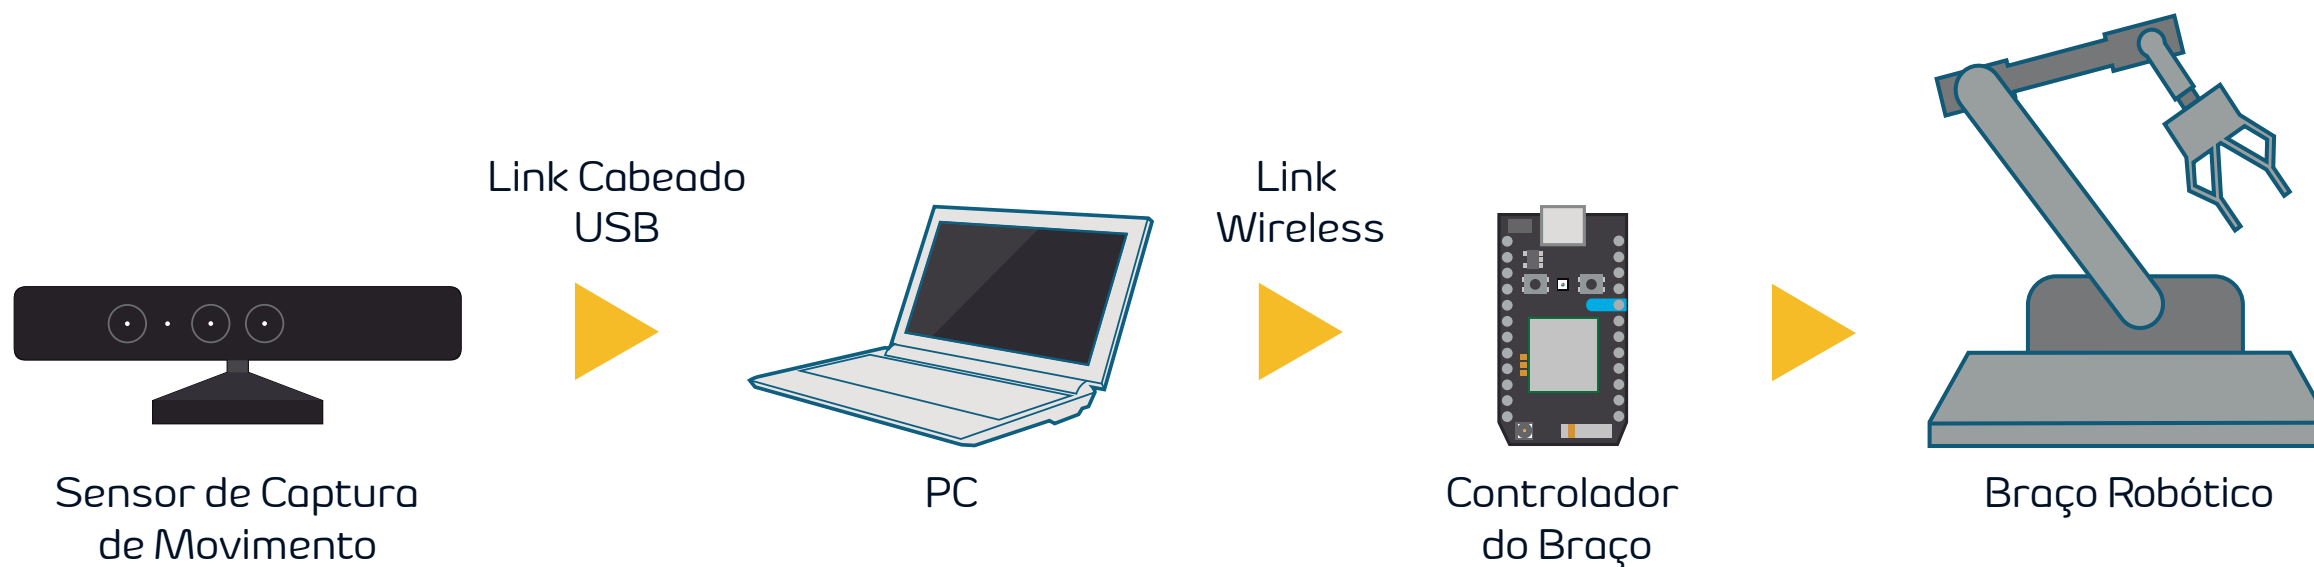 Link Cabeado
USB
Link
Wireless
Sensor de Captura
de Movimento
PC
Controlador
do Braço
Braço Robótico